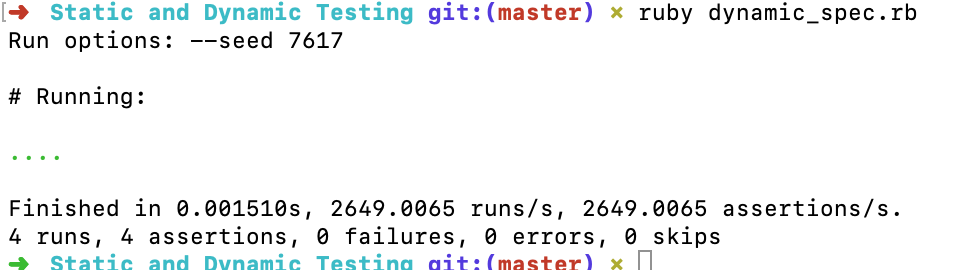 [➜ Static and Dynamic Testing git:(master) ✗ ruby dynamic_spec.rb
Run options: --seed 7617
# Running:
....
Finished in 0.001510s, 2649.0065 runs/s, 2649.0065 assertions/s.
4 runs, 4 assertions, 0 failures, 0 errors, 0 skips
➜ Static and Dynamic Testing git:(master) ✗